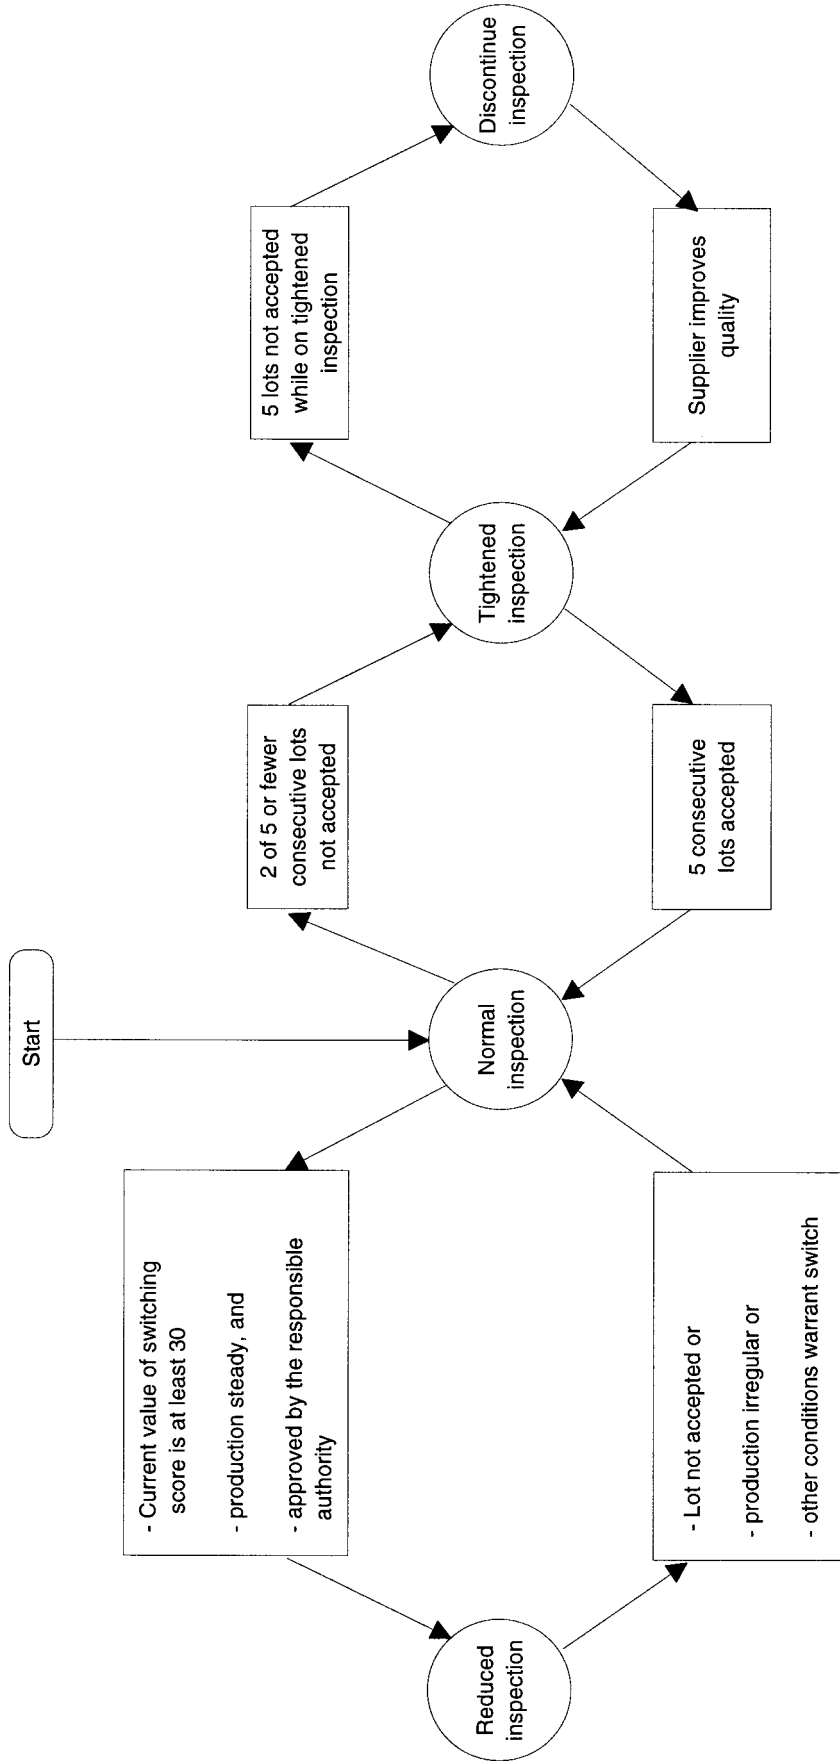 Start
- Current value of switching
score is at least 30
- production steady, and
- approved by the responsible
authority
2 of 5 or fewer
consecutive lots
not accepted
5 lots not accepted
while on tightened
inspection
Reduced
inspection
Normal
inspection
Tightened
inspection
Discontinue
inspection
- Lot not accepted or
- production irregular or
- other conditions warrant switch
5 consecutive
lots accepted
Supplier improves
quality